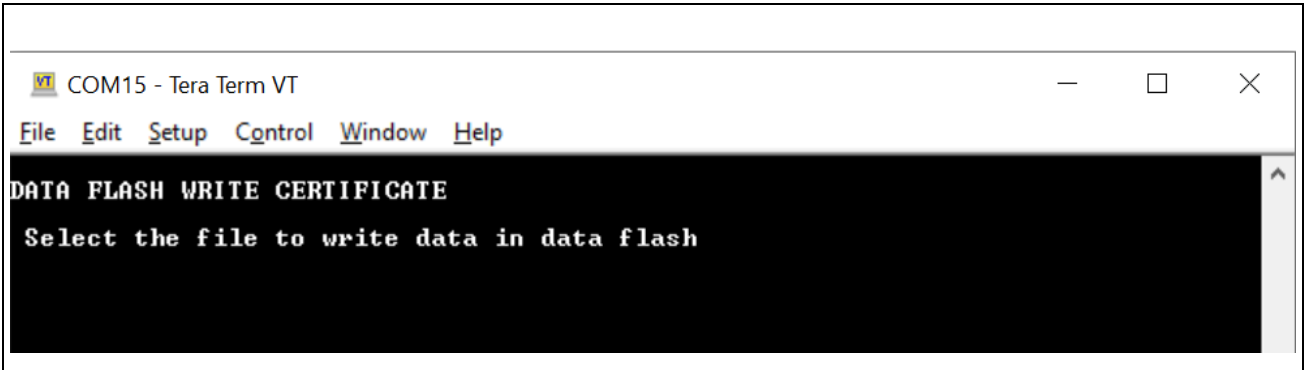 COM15 - Tera Term VT
File Edit Setup Control Window Help
DATA FLASH WRITE CERTIFICATE
Select the file to write data in data flash